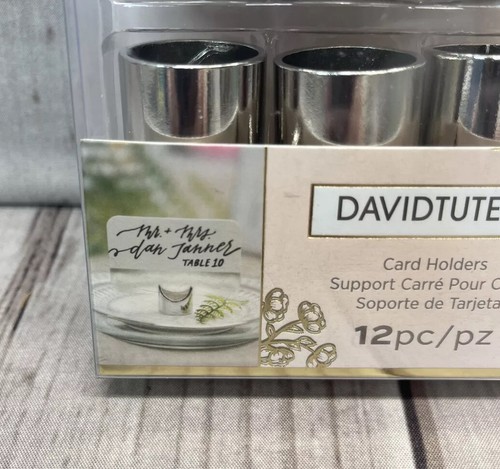 Mr. + Mrs.
dan Tanner
TABLE 10
DAVIDTUTE
Card Holders
Support Carré Pour C
Soporte de Tarjeta
12pc/pz